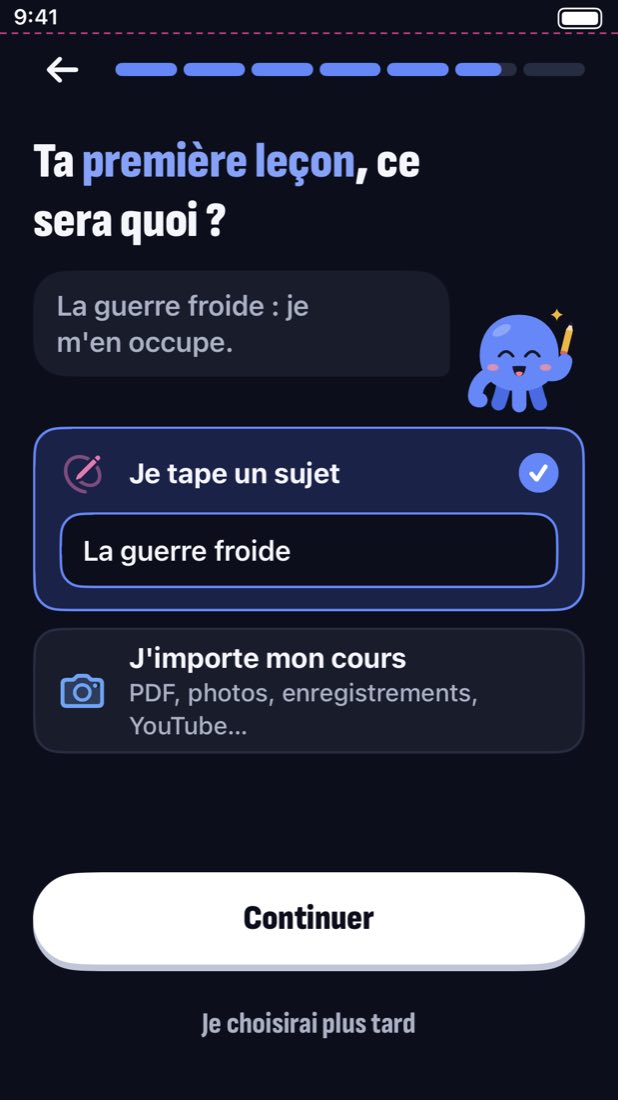 9:41
Ta première leçon, ce
sera quoi ?
La guerre froide : je
m'en occupe.
Je tape un sujet
La guerre froide
J'importe mon cours
PDF, photos, enregistrements,
YouTube...
Continuer
Je choisirai plus tard